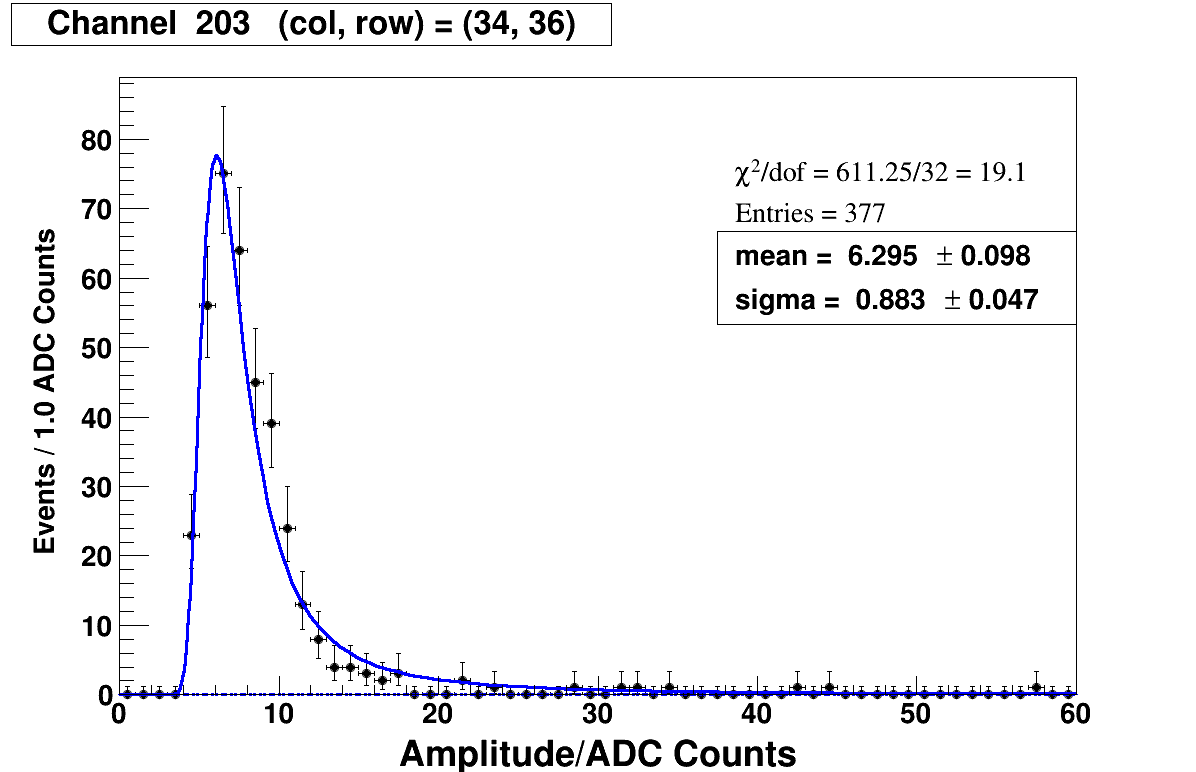 Channel 203 (col, row) = (34, 36)
χ²/dof = 611.25/32 = 19.1
Entries = 377
mean = 6.295 ± 0.098
sigma = 0.883 ± 0.047
Events / 1.0 ADC Counts
80
70
60
50
40
30
20
10
0
0 10 20 30 40 50 60
Amplitude/ADC Counts